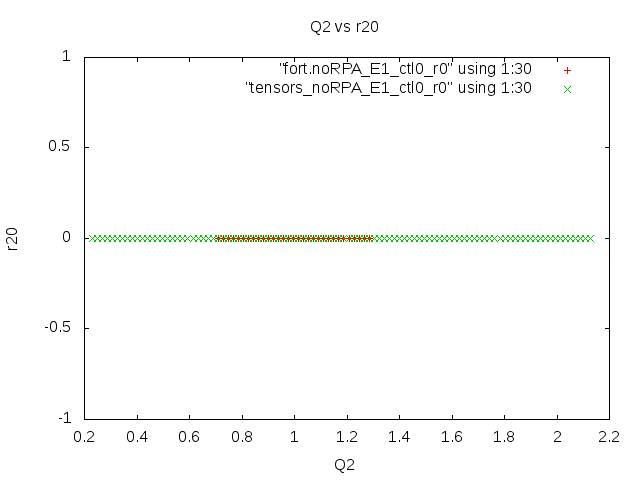 Q2 vs r20
"fort.noRPA_E1_ctl0_r0" using 1:30
"tensors_noRPA_E1_ctl0_r0" using 1:30
1
0.5
0
-0.5
-1
r20
0.2 0.4 0.6 0.8 1 1.2 1.4 1.6 1.8 2 2.2
Q2